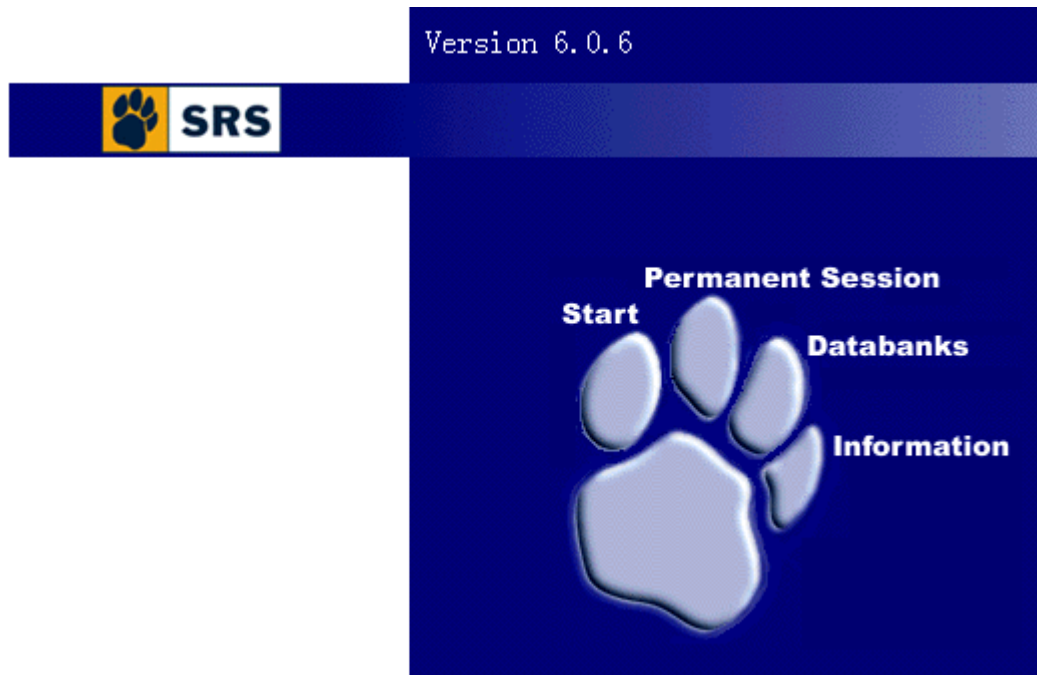 Version 6.0.6
SRS
Permanent Session
Start
Databanks
Information